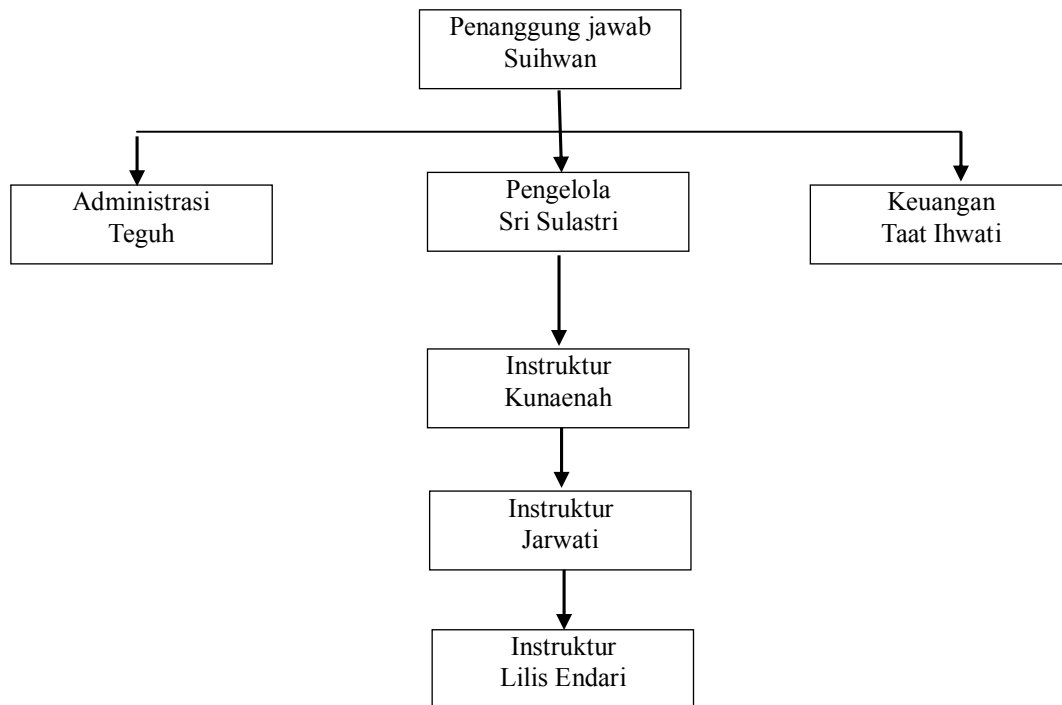 Penanggung jawab
Suihwan
Administrasi
Teguh
Pengelola
Sri Sulastri
Keuangan
Taat Ihwati
Instruktur
Kunaenah
Instruktur
Jarwati
Instruktur
Lilis Endari